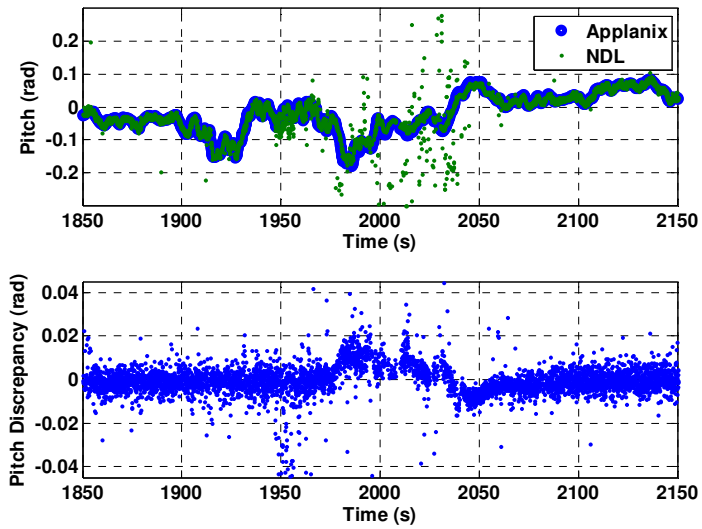 0.3
0.2
0.1
0
-0.1
-0.2
Pitch (rad)
Applanix
NDL
1850 1900 1950 2000 2050 2100 2150
Time (s)
0.04
0.02
0
-0.02
-0.04
Pitch Discrepancy (rad)
1850 1900 1950 2000 2050 2100 2150
Time (s)